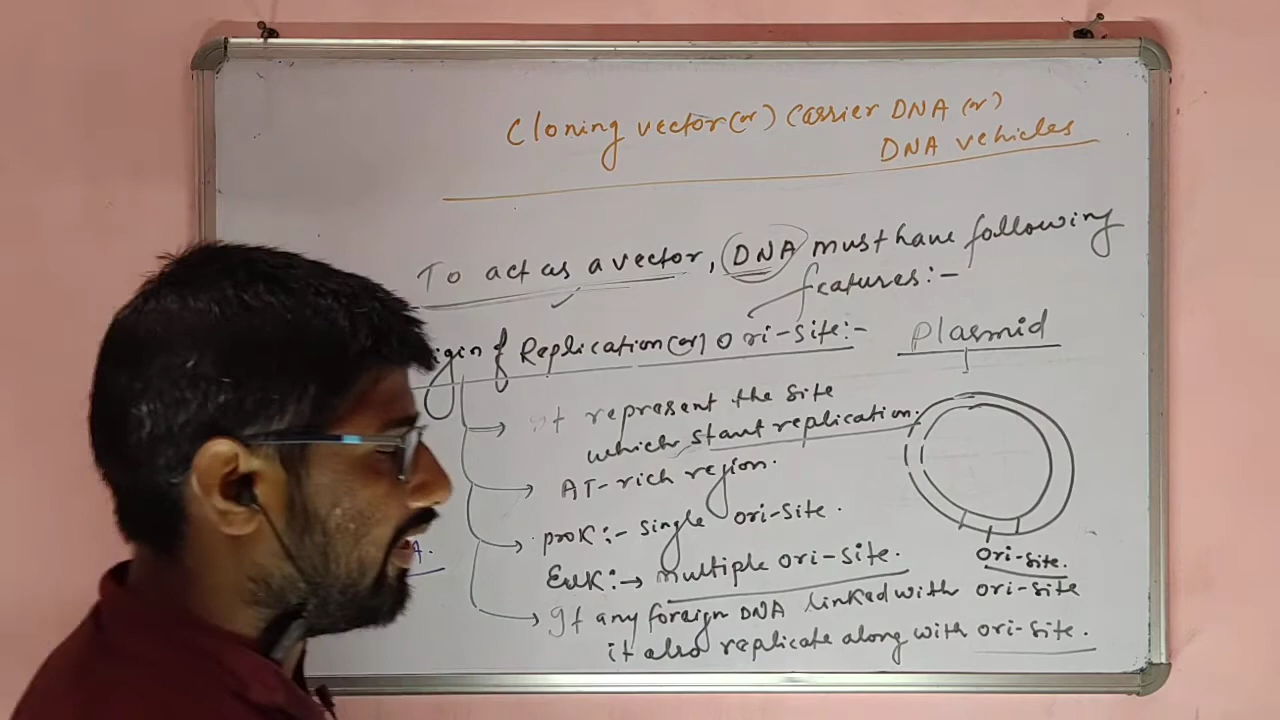 Cloning vector (or) Carrier DNA (or)
DNA vehicles
To act as a vector, DNA must have following
features:-
Replication (or) Ori-site:-
Plasmid
It represent the site
which start replication.
AT-rich region.
proK:- single ori-site.
EuK:→ multiple ori-site.
ori-site.
If any foreign DNA linked with ori-site
it also replicate along with ori-site.